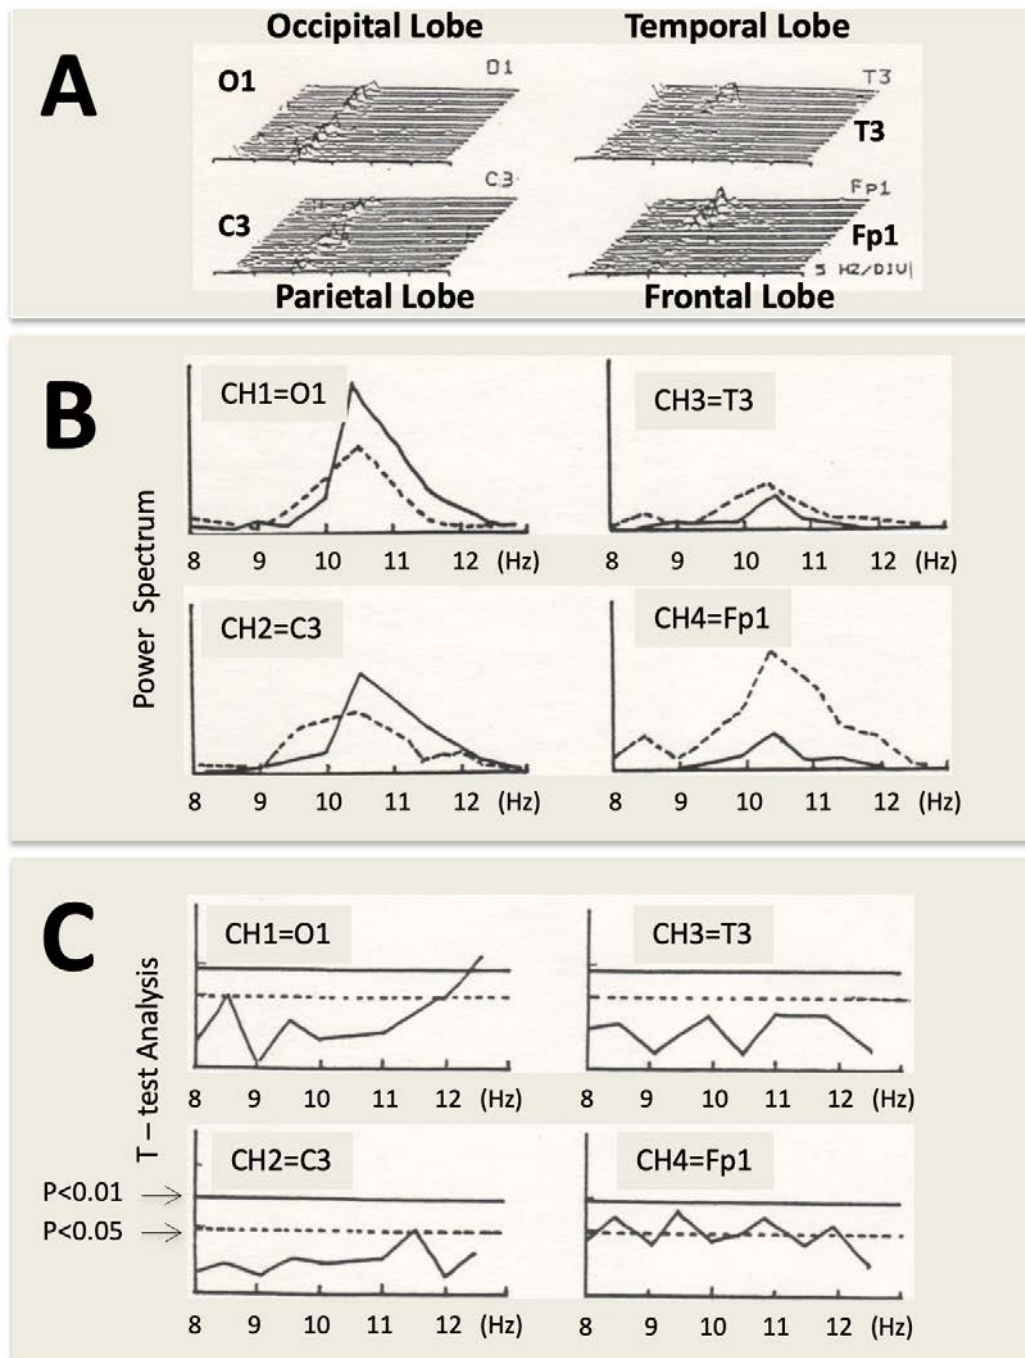 A
Occipital Lobe
Temporal Lobe
O1
O1
T3
T3
C3
C3
Fp1
Fp1
5 HZ/DIV
Parietal Lobe
Frontal Lobe
B
Power Spectrum
CH1=O1
8 9 10 11 12 (Hz)
CH3=T3
8 9 10 11 12 (Hz)
CH2=C3
8 9 10 11 12 (Hz)
CH4=Fp1
8 9 10 11 12 (Hz)
C
T – test Analysis
CH1=O1
8 9 10 11 12 (Hz)
CH3=T3
8 9 10 11 12 (Hz)
P<0.01
P<0.05
CH2=C3
8 9 10 11 12 (Hz)
CH4=Fp1
8 9 10 11 12 (Hz)